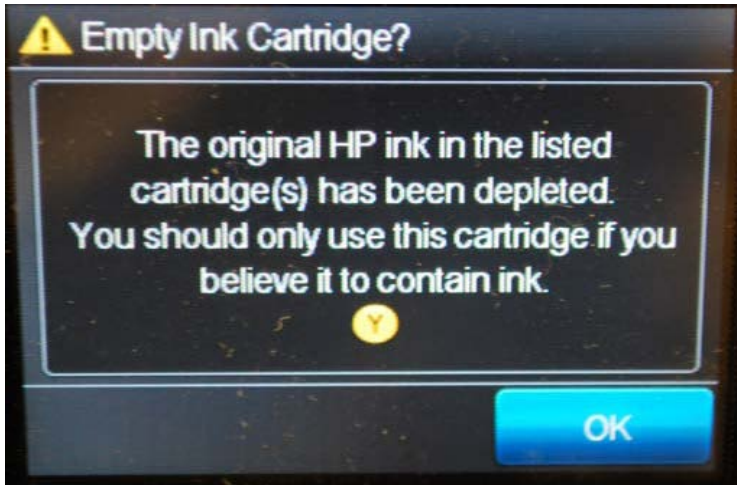 Empty Ink Cartridge?
The original HP ink in the listed
cartridge(s) has been depleted.
You should only use this cartridge if you
believe it to contain ink.
Y
OK